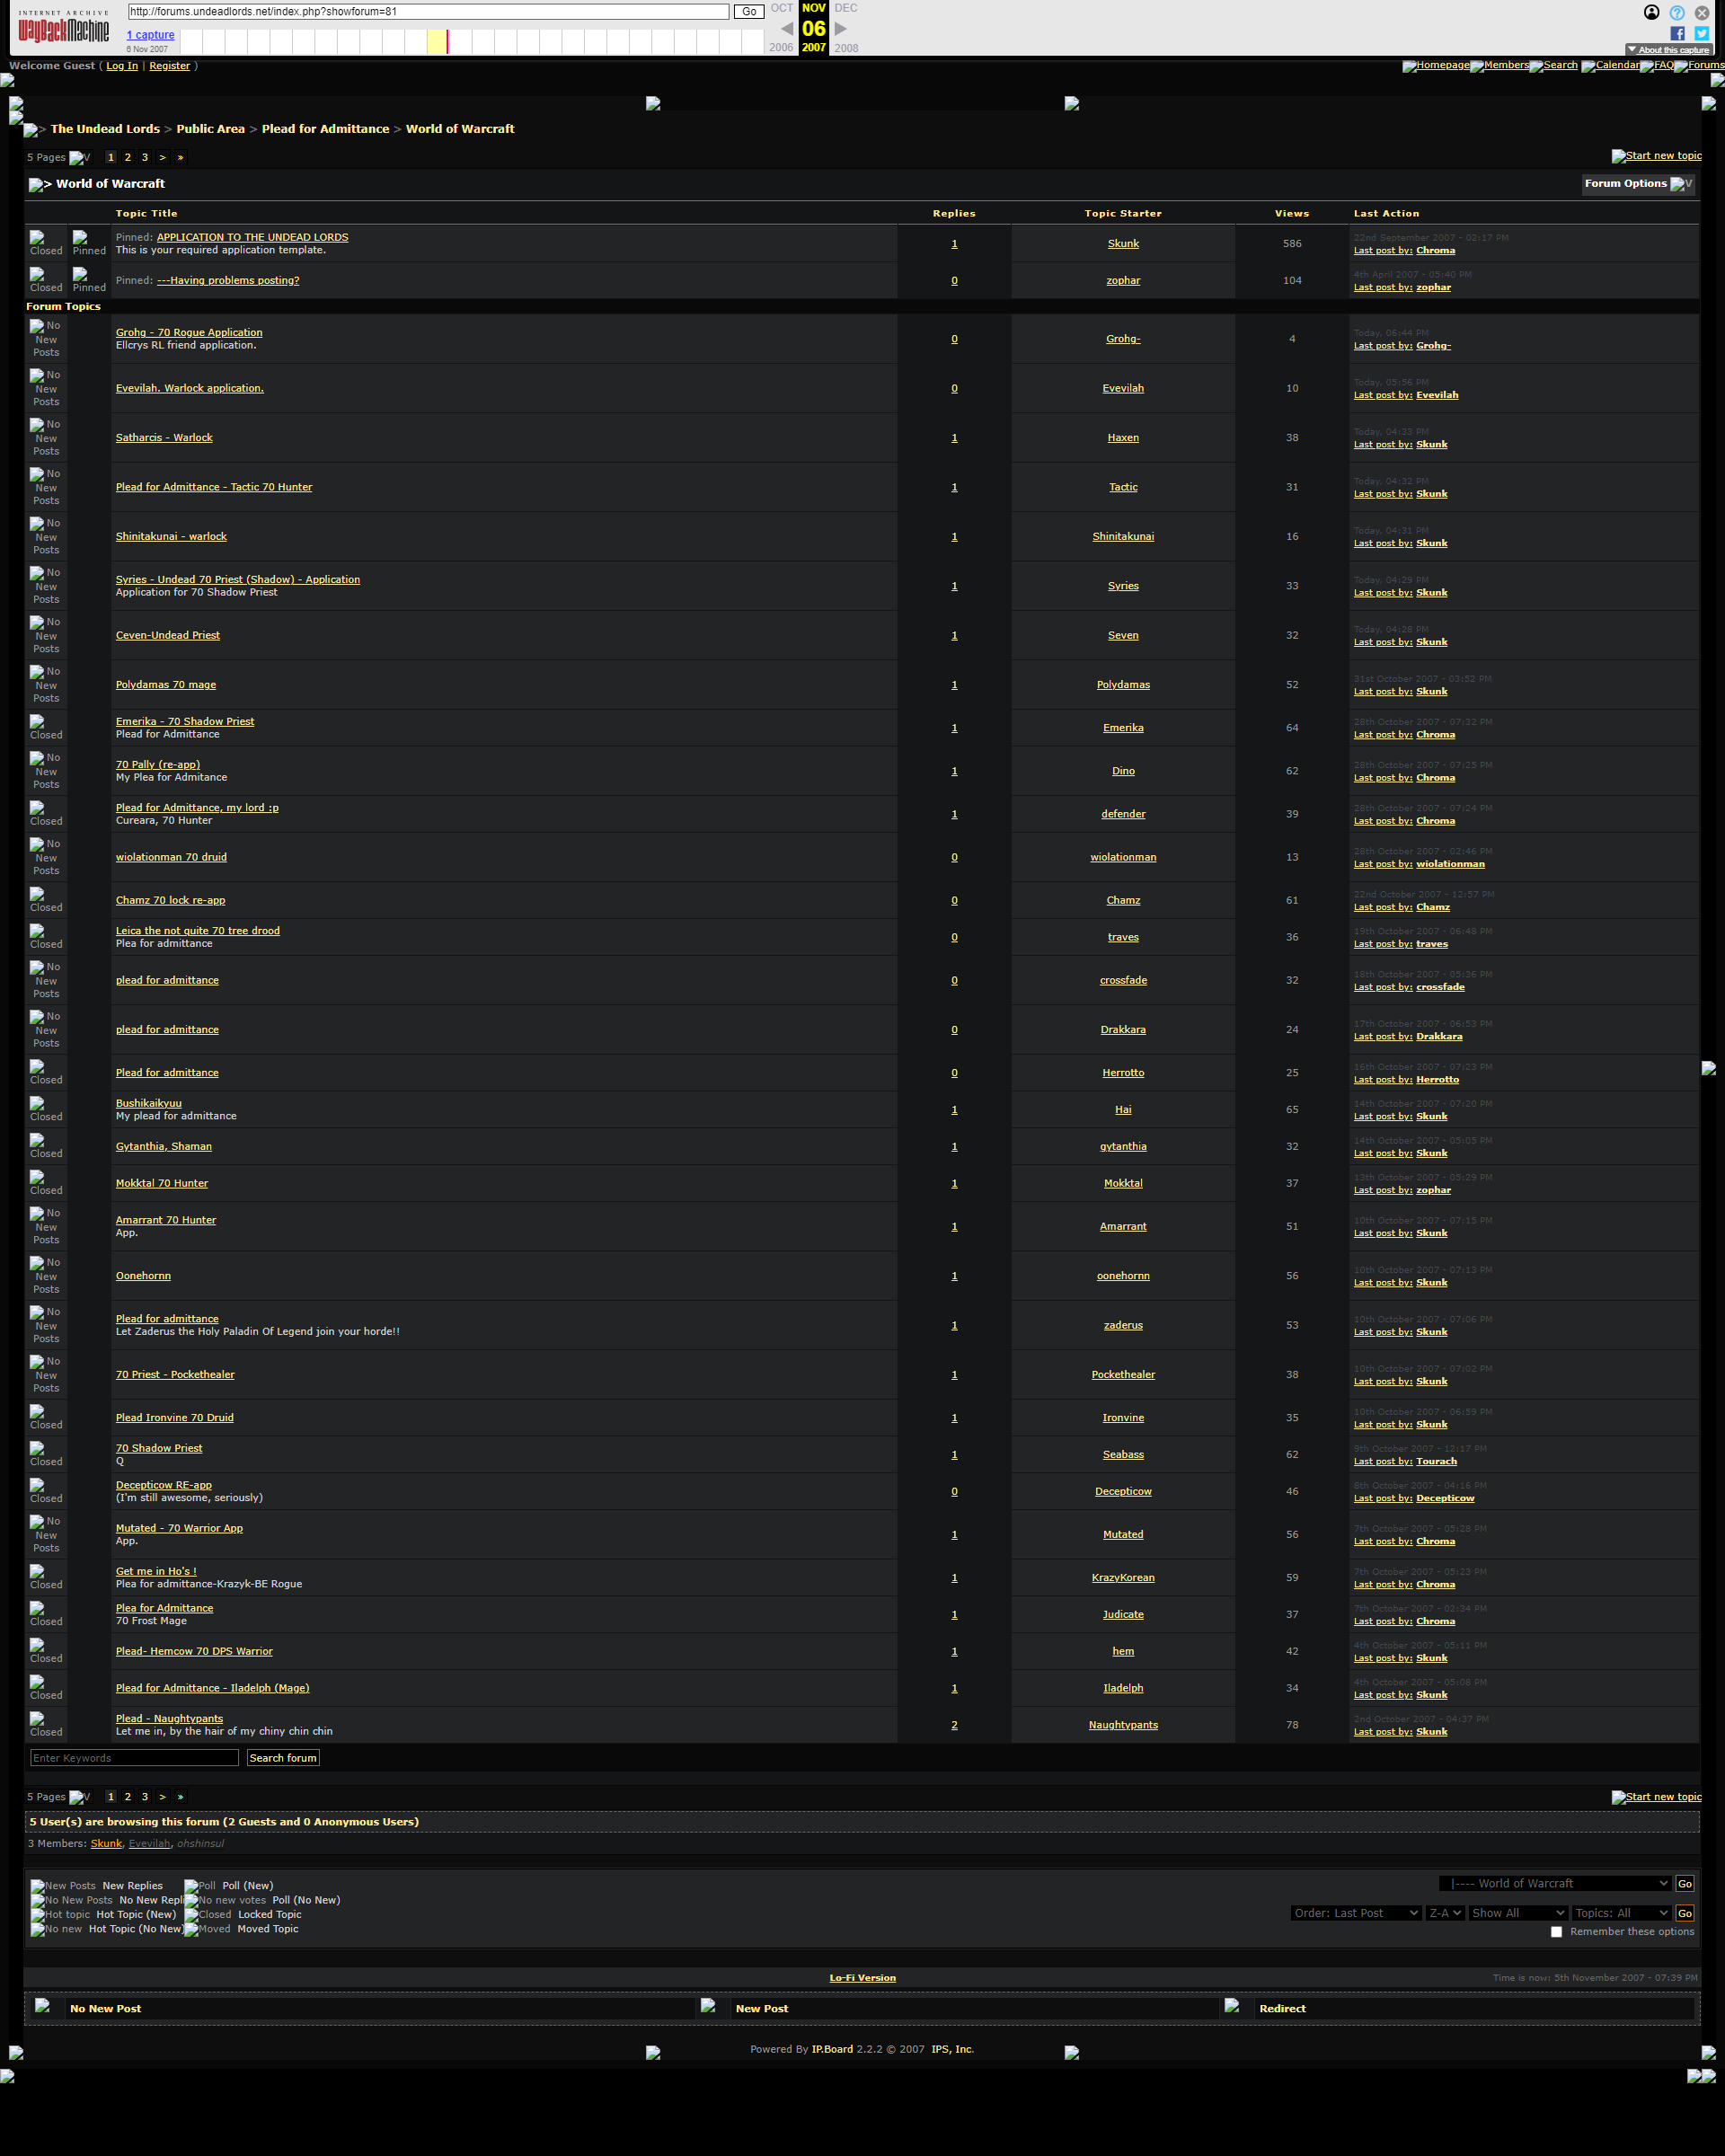 INTERNET ARCHIVE
WayBackMachine
http://forums.undeadlords.net/index.php?showforum=81
Go
OCT NOV DEC
1 capture
06
6 Nov 2007
2006 2007 2008
About this capture
Welcome Guest ( Log In | Register )
Homepage Members Search Calendar FAQ Forums
> The Undead Lords > Public Area > Plead for Admittance > World of Warcraft
5 Pages V 1 2 3 > »
Start new topic
> World of Warcraft
Forum Options V
Topic Title Replies Topic Starter Views Last Action
Closed Pinned Pinned: APPLICATION TO THE UNDEAD LORDS
This is your required application template.
1 Skunk 586 22nd September 2007 - 02:17 PM
Last post by: Chroma
Closed Pinned Pinned: ---Having problems posting?
0 zophar 104 4th April 2007 - 05:40 PM
Last post by: zophar
Forum Topics
No New Posts Grohg - 70 Rogue Application
Ellcrys RL friend application.
0 Grohg- 4 Today, 06:44 PM
Last post by: Grohg-
No New Posts Evevilah. Warlock application.
0 Evevilah 10 Today, 05:56 PM
Last post by: Evevilah
No New Posts Satharcis - Warlock
1 Haxen 38 Today, 04:33 PM
Last post by: Skunk
No New Posts Plead for Admittance - Tactic 70 Hunter
1 Tactic 31 Today, 04:32 PM
Last post by: Skunk
No New Posts Shinitakunai - warlock
1 Shinitakunai 16 Today, 04:31 PM
Last post by: Skunk
No New Posts Syries - Undead 70 Priest (Shadow) - Application
Application for 70 Shadow Priest
1 Syries 33 Today, 04:29 PM
Last post by: Skunk
No New Posts Ceven-Undead Priest
1 Seven 32 Today, 04:28 PM
Last post by: Skunk
No New Posts Polydamas 70 mage
1 Polydamas 52 31st October 2007 - 03:52 PM
Last post by: Skunk
Closed Emerika - 70 Shadow Priest
Plead for Admittance
1 Emerika 64 28th October 2007 - 07:32 PM
Last post by: Chroma
No New Posts 70 Pally (re-app)
My Plea for Admitance
1 Dino 62 28th October 2007 - 07:25 PM
Last post by: Chroma
Closed Plead for Admittance, my lord :p
Cureara, 70 Hunter
1 defender 39 28th October 2007 - 07:24 PM
Last post by: Chroma
No New Posts wiolationman 70 druid
0 wiolationman 13 28th October 2007 - 02:46 PM
Last post by: wiolationman
Closed Chamz 70 lock re-app
0 Chamz 61 22nd October 2007 - 12:57 PM
Last post by: Chamz
Closed Leica the not quite 70 tree drood
Plea for admittance
0 traves 36 19th October 2007 - 06:48 PM
Last post by: traves
No New Posts plead for admittance
0 crossfade 32 18th October 2007 - 05:36 PM
Last post by: crossfade
No New Posts plead for admittance
0 Drakkara 24 17th October 2007 - 06:53 PM
Last post by: Drakkara
Closed Plead for admittance
0 Herrotto 25 16th October 2007 - 07:23 PM
Last post by: Herrotto
Closed Bushikaikyuu
My plead for admittance
1 Hai 65 14th October 2007 - 07:20 PM
Last post by: Skunk
Closed Gytanthia, Shaman
1 gytanthia 32 14th October 2007 - 05:05 PM
Last post by: Skunk
Closed Mokktal 70 Hunter
1 Mokktal 37 13th October 2007 - 05:29 PM
Last post by: zophar
No New Posts Amarrant 70 Hunter
App.
1 Amarrant 51 10th October 2007 - 07:15 PM
Last post by: Skunk
No New Posts Oonehornn
1 oonehornn 56 10th October 2007 - 07:13 PM
Last post by: Skunk
No New Posts Plead for admittance
Let Zaderus the Holy Paladin Of Legend join your horde!!
1 zaderus 53 10th October 2007 - 07:06 PM
Last post by: Skunk
No New Posts 70 Priest - Pockethealer
1 Pockethealer 38 10th October 2007 - 07:02 PM
Last post by: Skunk
Closed Plead Ironvine 70 Druid
1 Ironvine 35 10th October 2007 - 06:59 PM
Last post by: Skunk
Closed 70 Shadow Priest
Q
1 Seabass 62 9th October 2007 - 12:17 PM
Last post by: Tourach
Closed Decepticow RE-app
(I'm still awesome, seriously)
0 Decepticow 46 8th October 2007 - 04:16 PM
Last post by: Decepticow
No New Posts Mutated - 70 Warrior App
App.
1 Mutated 56 7th October 2007 - 05:28 PM
Last post by: Chroma
Closed Get me in Ho's !
Plea for admittance-Krazyk-BE Rogue
1 KrazyKorean 59 7th October 2007 - 05:23 PM
Last post by: Chroma
Closed Plea for Admittance
70 Frost Mage
1 Judicate 37 7th October 2007 - 02:34 PM
Last post by: Chroma
Closed Plead- Hemcow 70 DPS Warrior
1 hem 42 4th October 2007 - 05:11 PM
Last post by: Skunk
Closed Plead for Admittance - Iladelph (Mage)
1 Iladelph 34 4th October 2007 - 05:08 PM
Last post by: Skunk
Closed Plead - Naughtypants
Let me in, by the hair of my chiny chin chin
2 Naughtypants 78 2nd October 2007 - 04:37 PM
Last post by: Skunk
Enter Keywords Search forum
5 Pages V 1 2 3 > »
Start new topic
5 User(s) are browsing this forum (2 Guests and 0 Anonymous Users)
3 Members: Skunk, Evevilah, ohshinsul
New Posts New Replies Poll Poll (New)
No New Posts No New Repli No new votes Poll (No New)
Hot topic Hot Topic (New) Closed Locked Topic
No new Hot Topic (No New) Moved Moved Topic
|---- World of Warcraft Go
Order: Last Post Z-A Show All Topics: All Go
Remember these options
Lo-Fi Version
Time is now: 5th November 2007 - 07:39 PM
No New Post New Post Redirect
Powered By IP.Board 2.2.2 © 2007 IPS, Inc.